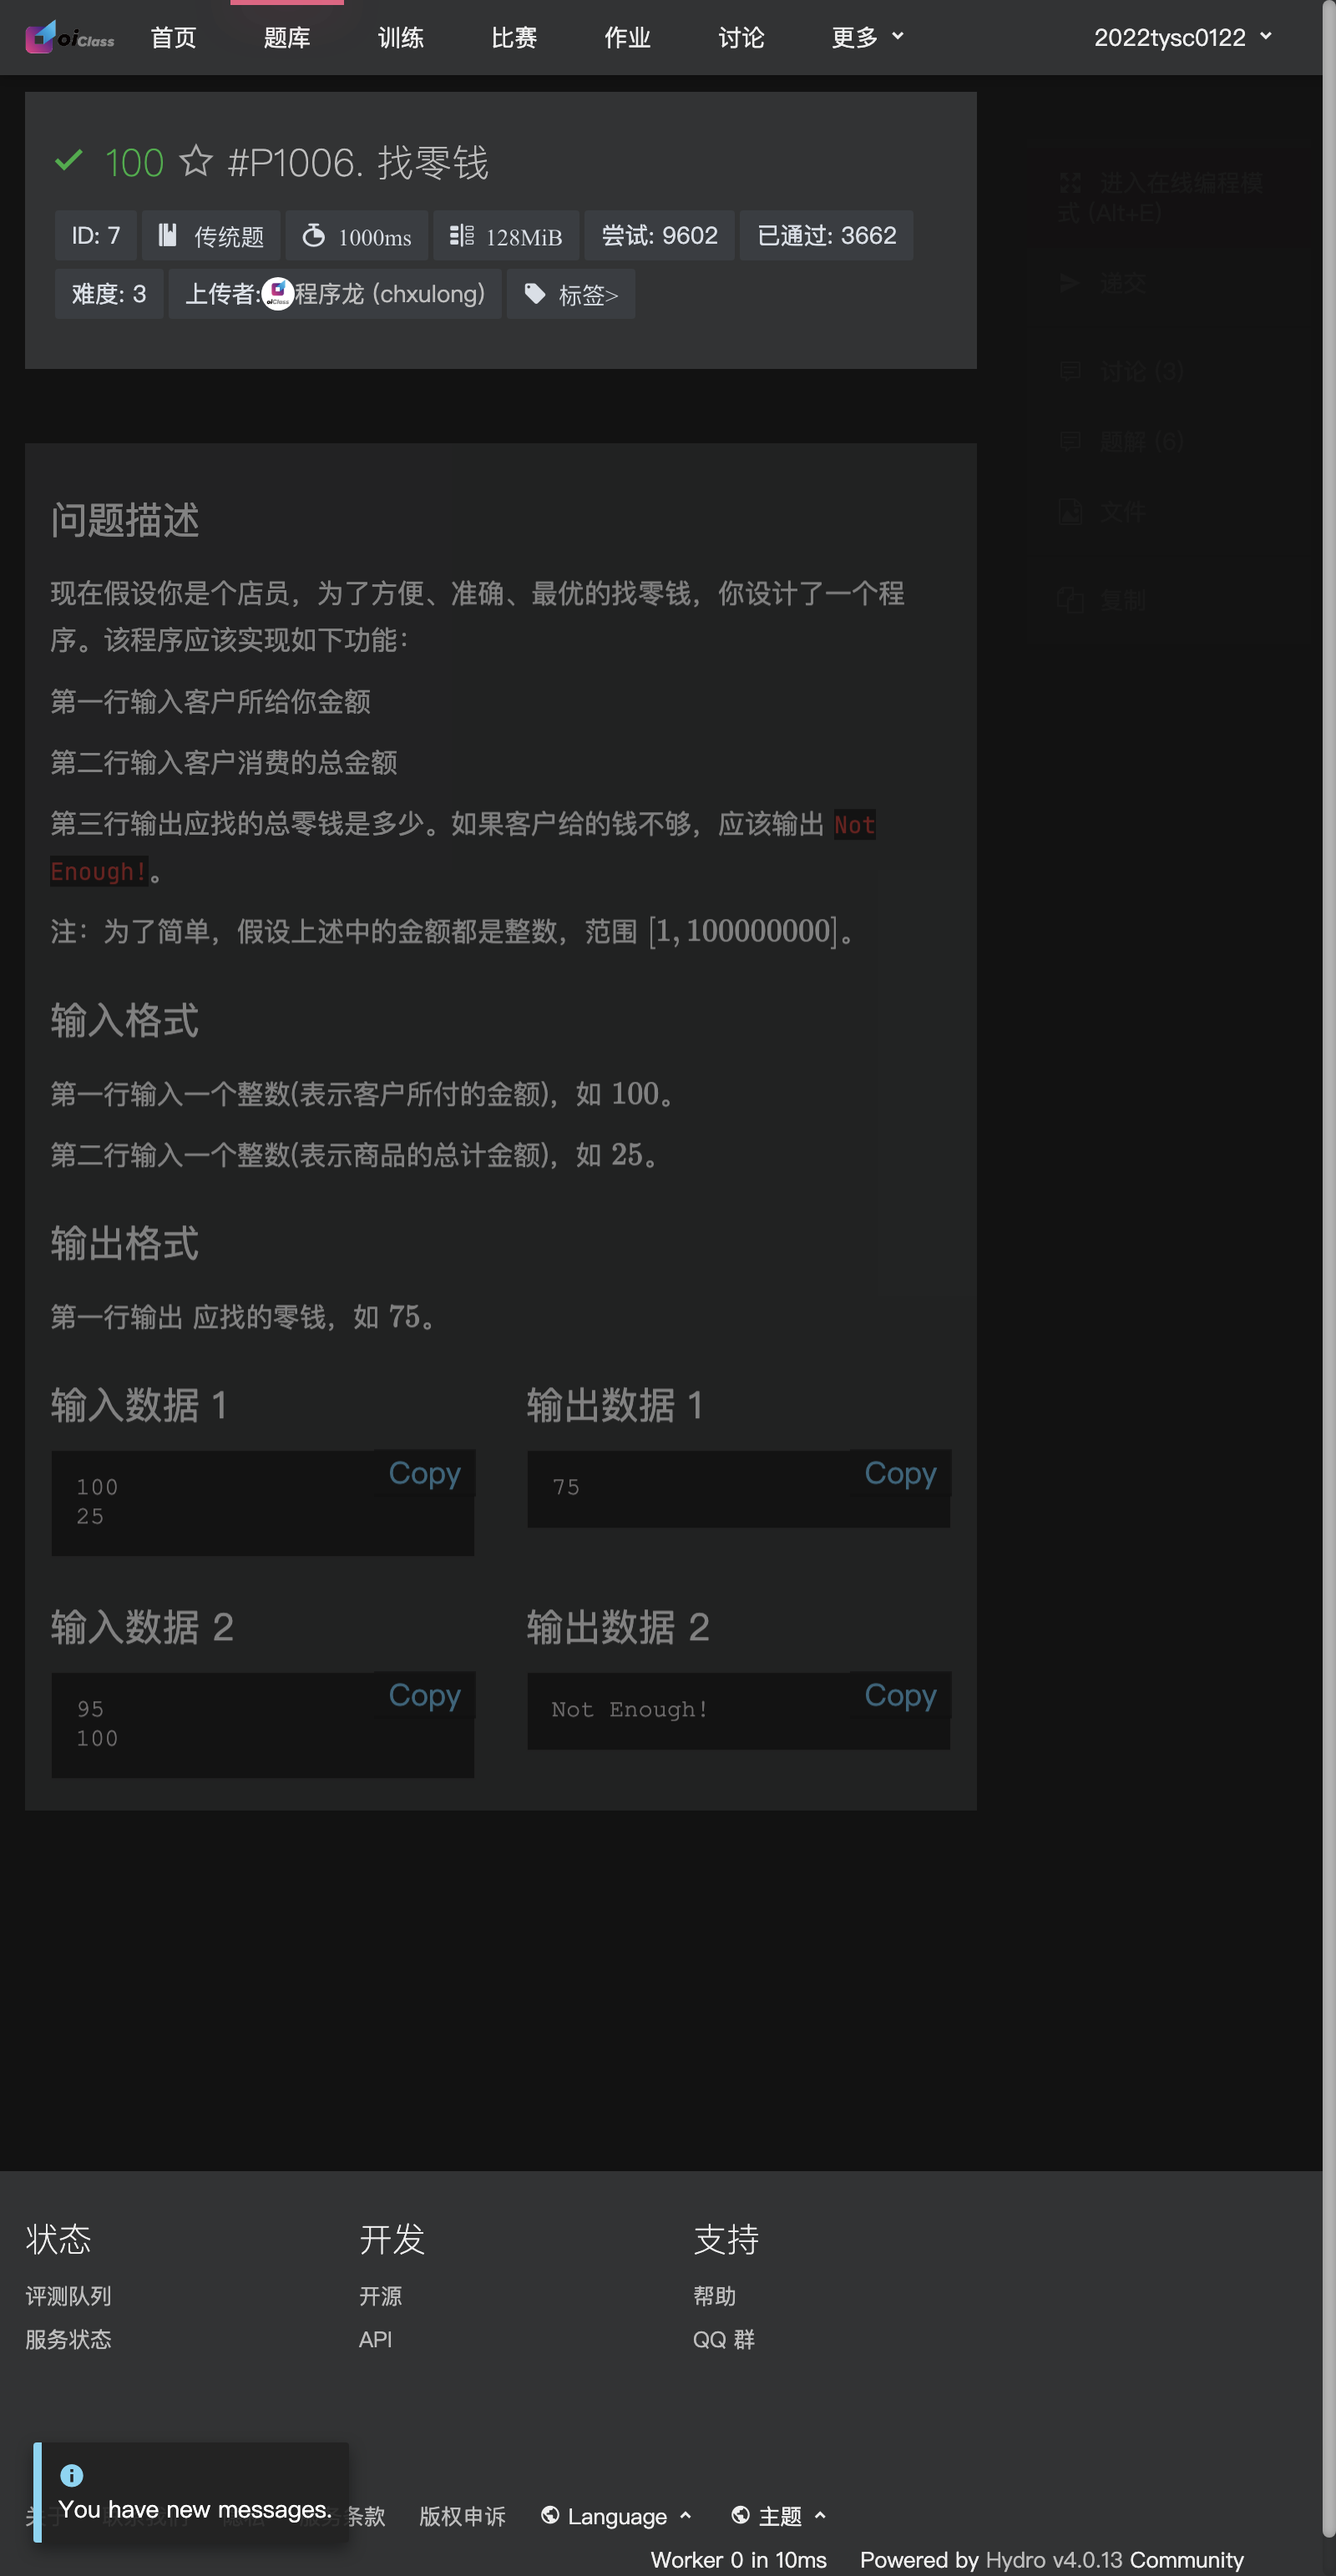 oiClass 首页 题库 训练 比赛 作业 讨论 更多 2022tysc0122
100 #P1006. 找零钱
ID: 7 传统题 1000ms 128MiB 尝试: 9602 已通过: 3662
难度: 3 上传者: oiClass 程序龙 (chxulong) 标签>
进入在线编程模
式 (Alt+E)
递交
讨论 (3)
题解 (6)
文件
复制
问题描述
现在假设你是个店员，为了方便、准确、最优的找零钱，你设计了一个程
序。该程序应该实现如下功能：
第一行输入客户所给你金额
第二行输入客户消费的总金额
第三行输出应找的总零钱是多少。如果客户给的钱不够，应该输出 Not
Enough!。
注：为了简单，假设上述中的金额都是整数，范围 [1, 100000000]。
输入格式
第一行输入一个整数(表示客户所付的金额)，如 100。
第二行输入一个整数(表示商品的总计金额)，如 25。
输出格式
第一行输出 应找的零钱，如 75。
输入数据 1
Copy
100
25
输出数据 1
Copy
75
输入数据 2
Copy
95
100
输出数据 2
Copy
Not Enough!
状态
评测队列
服务状态
开发
开源
API
支持
帮助
QQ 群
You have new messages.
关于 联系我们 隐私 服务条款 版权申诉 Language 主题
Worker 0 in 10ms Powered by Hydro v4.0.13 Community